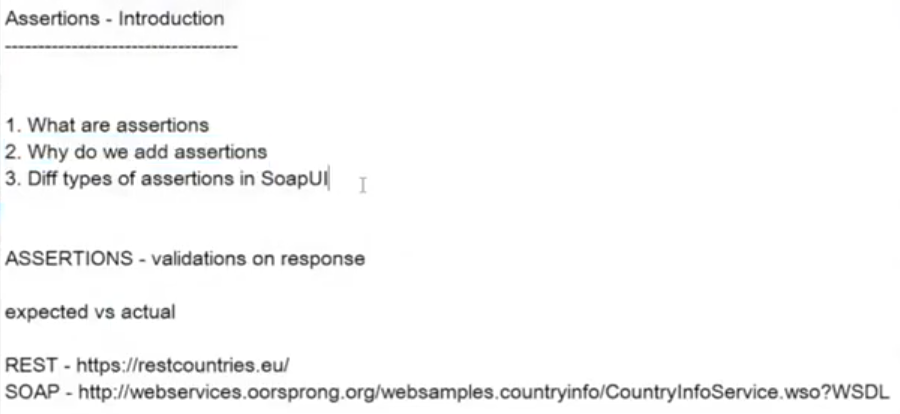 Assertions - Introduction
-----------------------------------
1. What are assertions
2. Why do we add assertions
3. Diff types of assertions in SoapUI
ASSERTIONS - validations on response
expected vs actual
REST - https://restcountries.eu/
SOAP - http://webservices.oorsprong.org/websamples.countryinfo/CountryInfoService.wso?WSDL